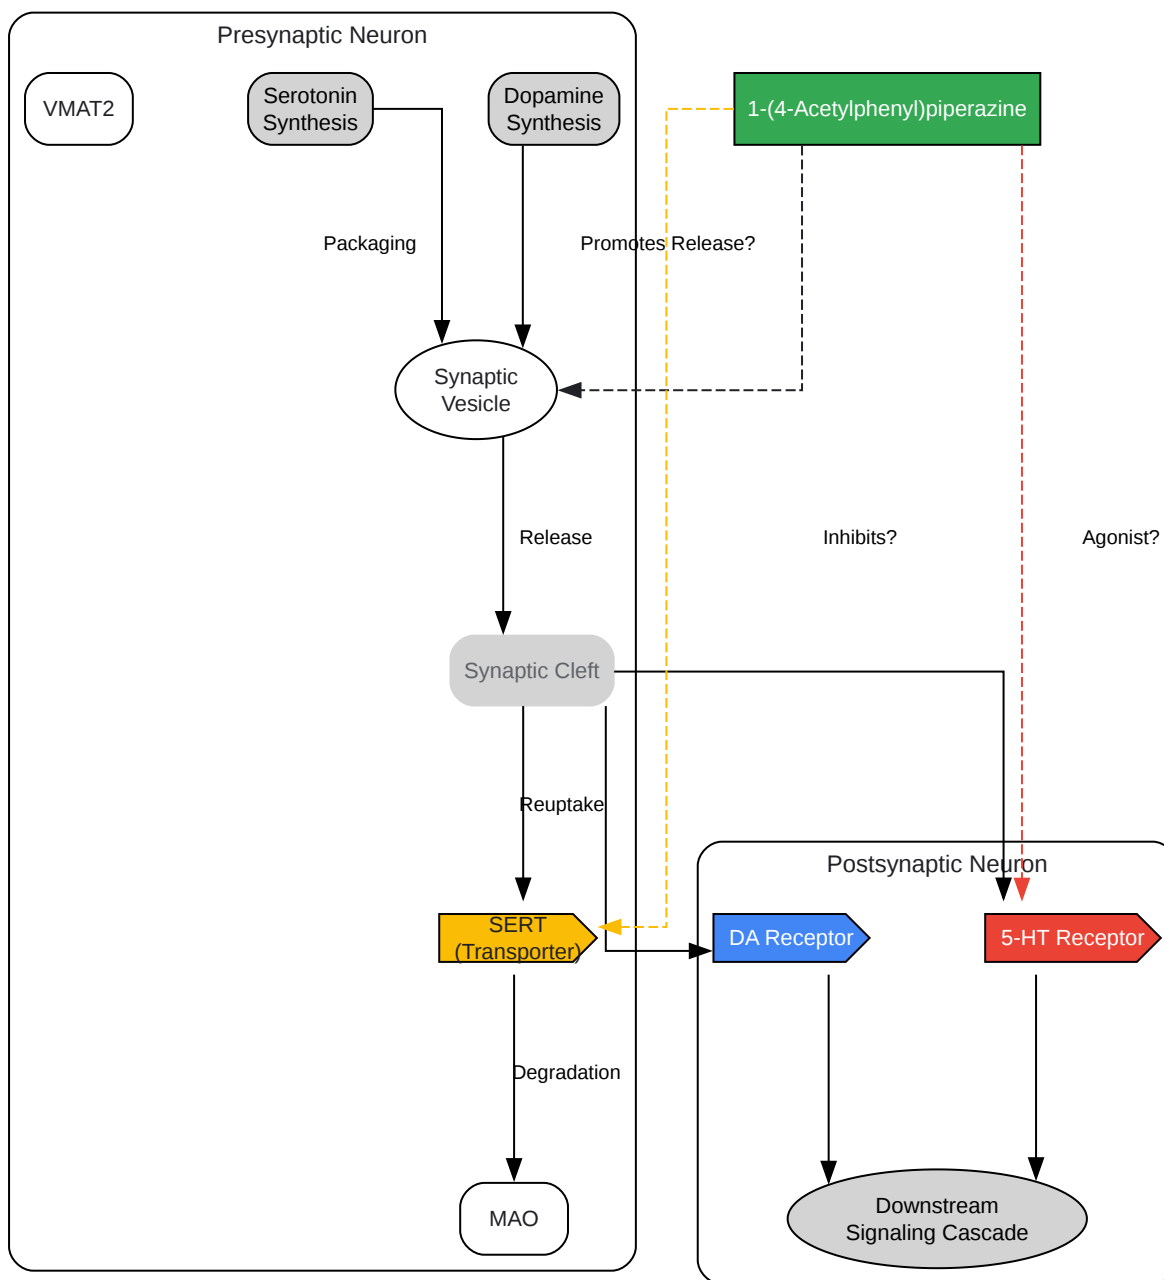 Presynaptic Neuron
VMAT2
Serotonin
Synthesis
Dopamine
Synthesis
1-(4-Acetylphenyl)piperazine
Packaging
Promotes Release?
Synaptic
Vesicle
Release
Inhibits?
Agonist?
Synaptic Cleft
Reuptake
Postsynaptic Neuron
SERT
(Transporter)
DA Receptor
5-HT Receptor
Degradation
MAO
Downstream
Signaling Cascade